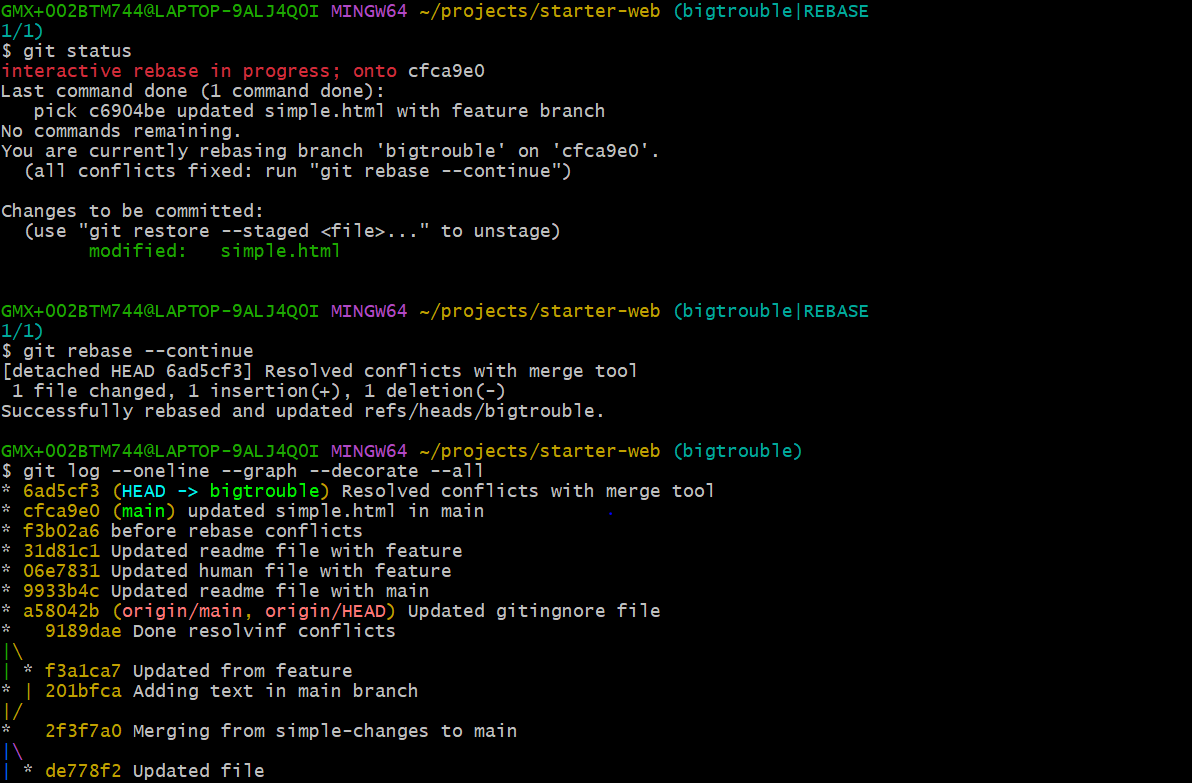 GMX+002BTM744@LAPTOP-9ALJ4Q0I MINGW64 ~/projects/starter-web (bigtrouble|REBASE
1/1)
$ git status
interactive rebase in progress; onto cfca9e0
Last command done (1 command done):
   pick c6904be updated simple.html with feature branch
No commands remaining.
You are currently rebasing branch 'bigtrouble' on 'cfca9e0'.
  (all conflicts fixed: run "git rebase --continue")

Changes to be committed:
  (use "git restore --staged <file>..." to unstage)
        modified:   simple.html


GMX+002BTM744@LAPTOP-9ALJ4Q0I MINGW64 ~/projects/starter-web (bigtrouble|REBASE
1/1)
$ git rebase --continue
[detached HEAD 6ad5cf3] Resolved conflicts with merge tool
 1 file changed, 1 insertion(+), 1 deletion(-)
Successfully rebased and updated refs/heads/bigtrouble.

GMX+002BTM744@LAPTOP-9ALJ4Q0I MINGW64 ~/projects/starter-web (bigtrouble)
$ git log --oneline --graph --decorate --all
* 6ad5cf3 (HEAD -> bigtrouble) Resolved conflicts with merge tool
* cfca9e0 (main) updated simple.html in main
* f3b02a6 before rebase conflicts
* 31d81c1 Updated readme file with feature
* 06e7831 Updated human file with feature
* 9933b4c Updated readme file with main
* a58042b (origin/main, origin/HEAD) Updated gitingnore file
*   9189dae Done resolvinf conflicts
|\
| * f3a1ca7 Updated from feature
* | 201bfca Adding text in main branch
|/
*   2f3f7a0 Merging from simple-changes to main
|\
| * de778f2 Updated file